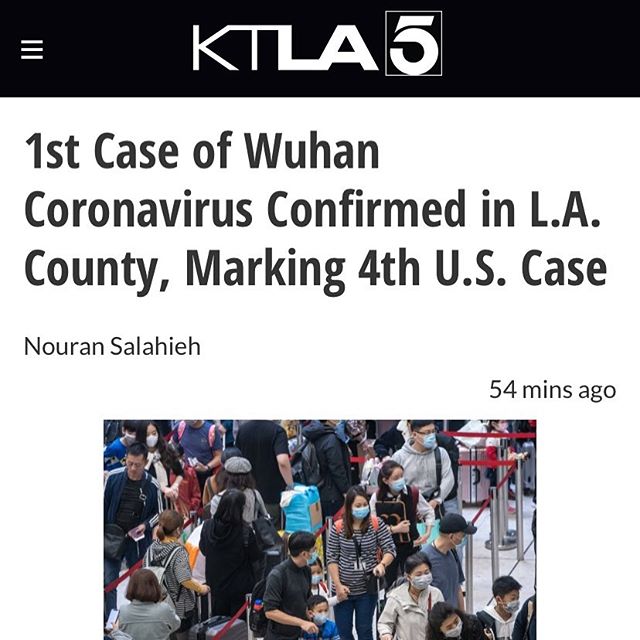 KTLA 5
1st Case of Wuhan
Coronavirus Confirmed in L.A.
County, Marking 4th U.S. Case
Nouran Salahieh
54 mins ago